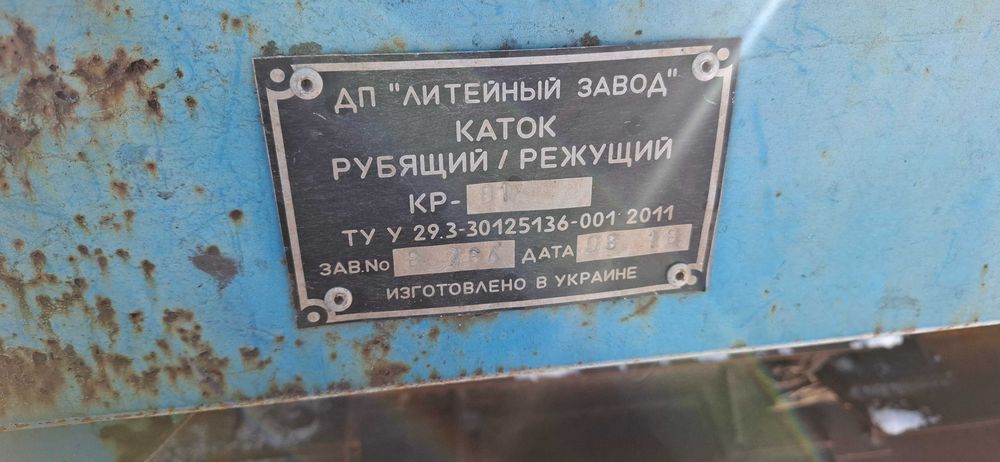 ДП "ЛИТЕЙНЫЙ ЗАВОД"
КАТОК
РУБЯЩИЙ / РЕЖУЩИЙ
КР-
ТУ У 29.3-30125136-001 2011
ЗАВ.No ДАТА
ИЗГОТОВЛЕНО В УКРАИНЕ